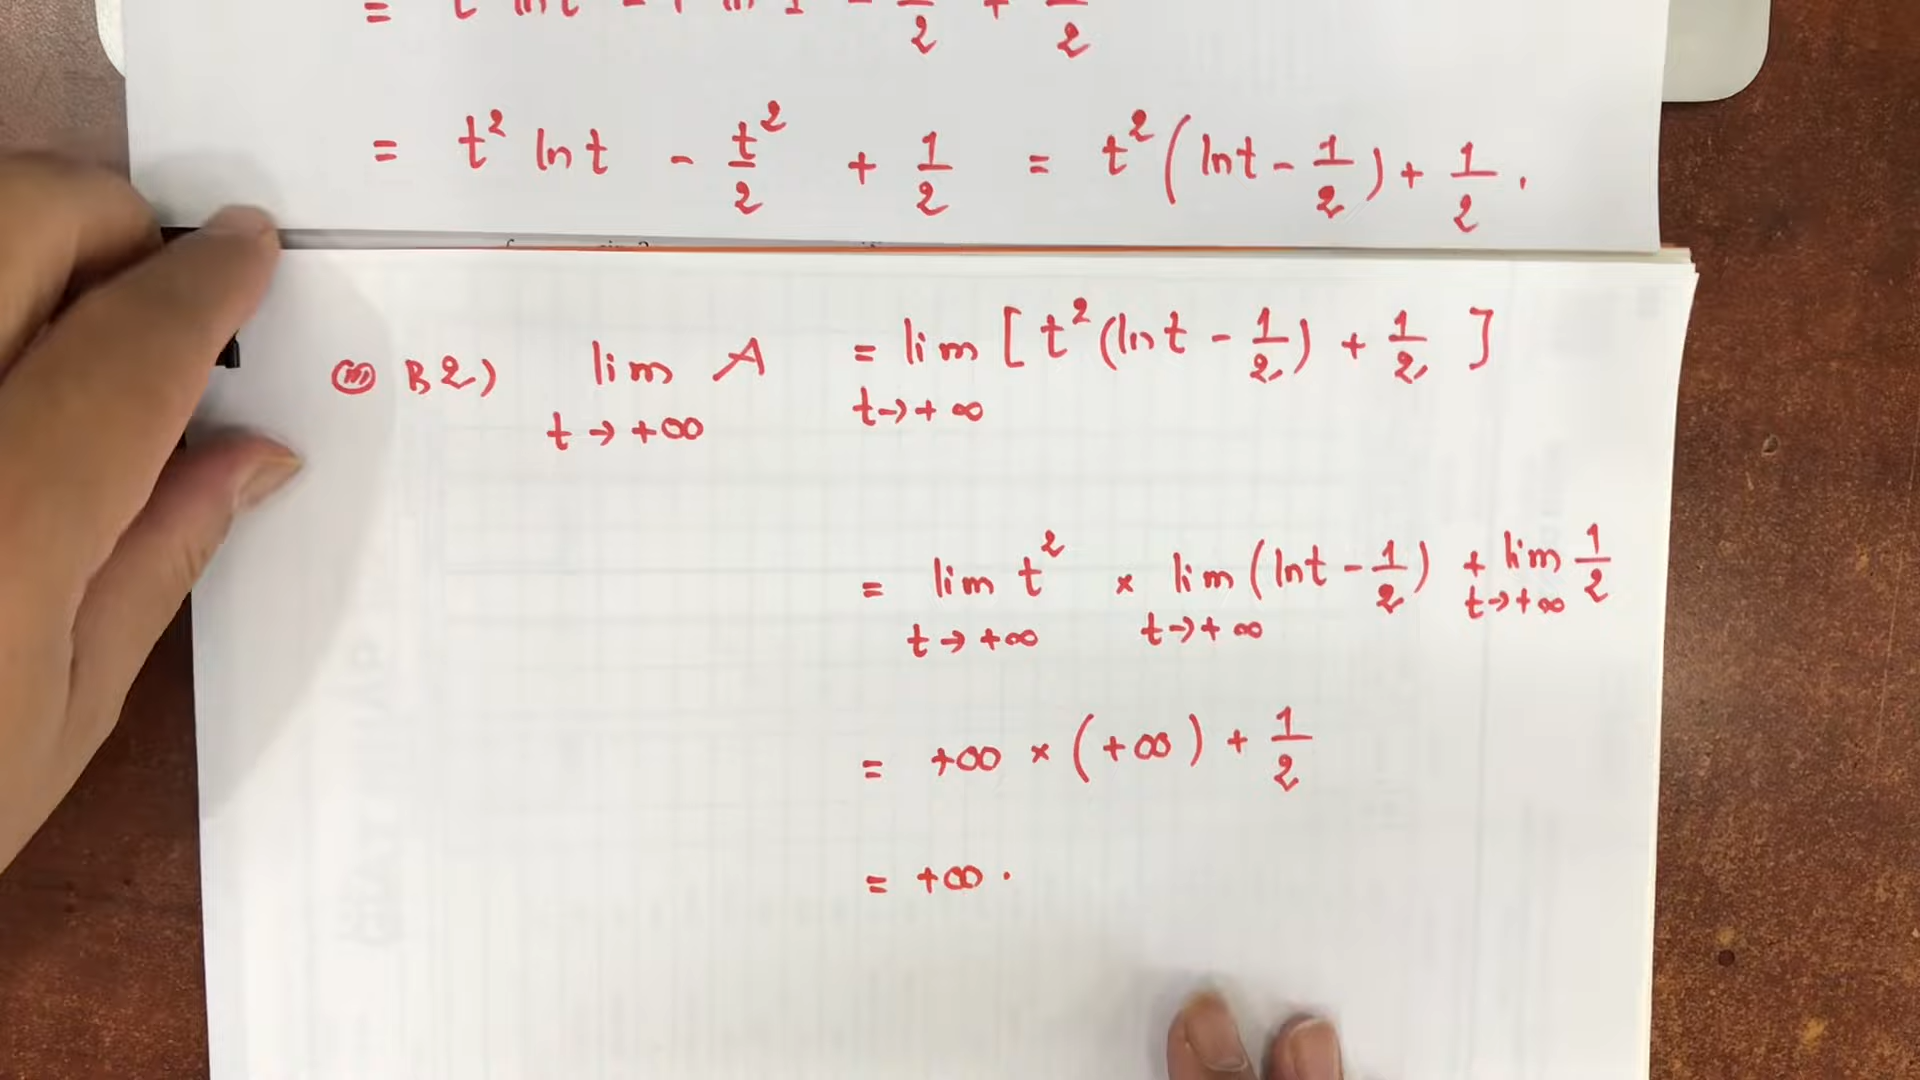 = t² ln t - t²/2 + 1/2 = t² (ln t - 1/2) + 1/2 .
B2) lim A = lim [ t² (ln t - 1/2) + 1/2 ]
t → +∞ t → + ∞
= lim t² × lim (ln t - 1/2) + lim 1/2
t → +∞ t → + ∞ t → + ∞
= +∞ × (+∞) + 1/2
= +∞ .